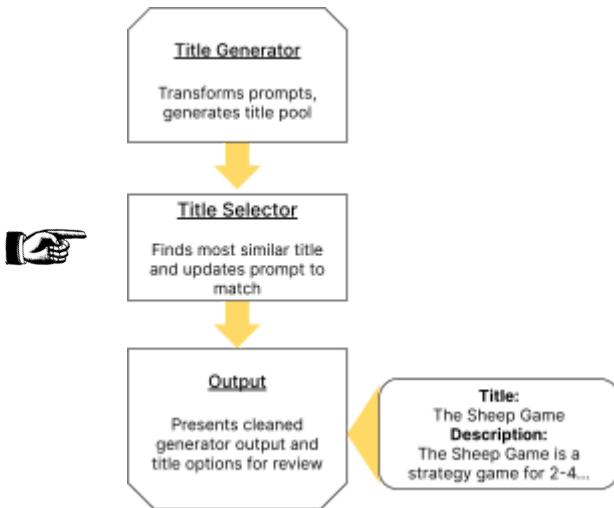 Title Generator
Transforms prompts,
generates title pool
Title Selector
Finds most similar title
and updates prompt to
match
Output
Presents cleaned
generator output and
title options for review
Title:
The Sheep Game
Description:
The Sheep Game is a
strategy game for 2-4...